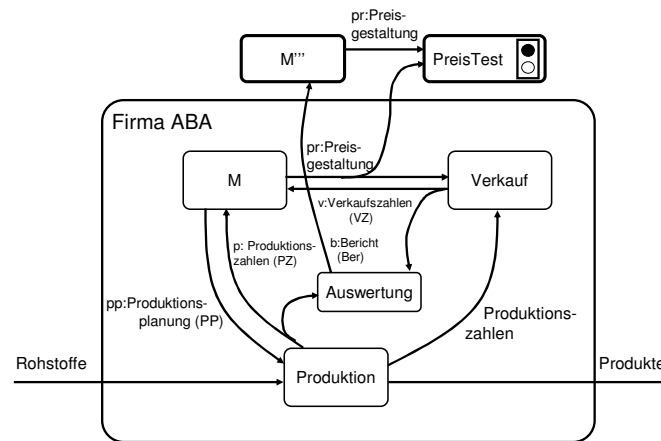 pr:Preis-
gestaltung
M'''
PreisTest
Firma ABA
pr:Preis-
gestaltung
M
Verkauf
v:Verkaufszahlen
(VZ)
p: Produktions-
zahlen (PZ)
b:Bericht
(Ber)
Auswertung
pp:Produktions-
planung (PP)
Produktions-
zahlen
Rohstoffe
Produktion
Produkte